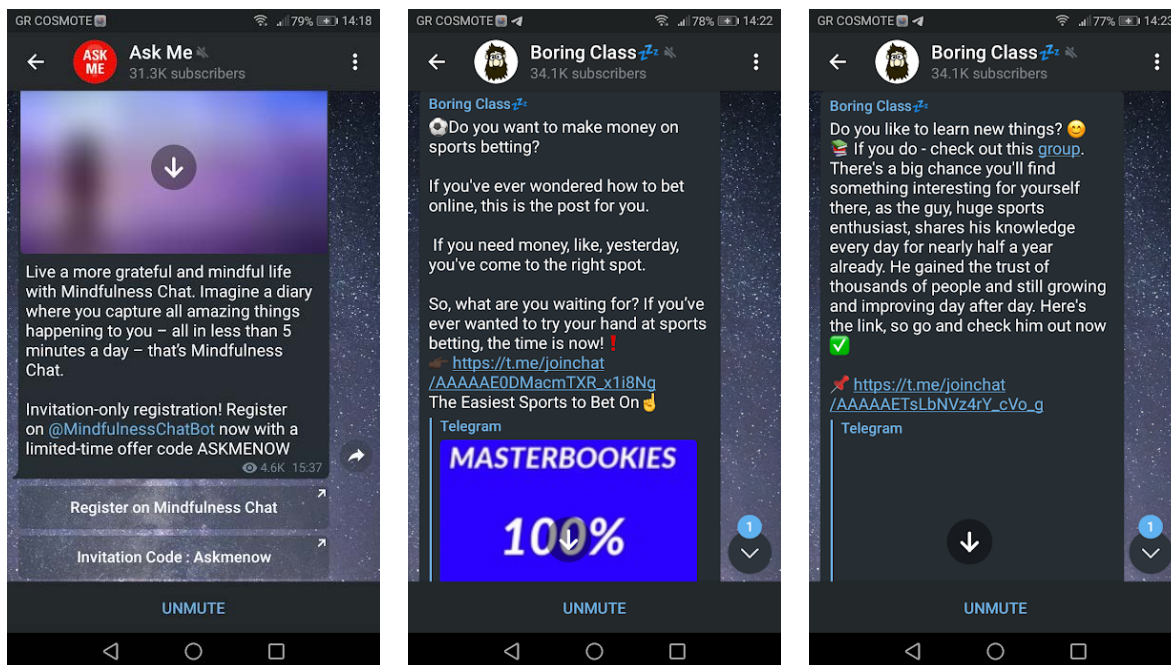 GR COSMOTE 79% 14:18
Ask Me
31.3K subscribers
ASK
ME
Live a more grateful and mindful life
with Mindfulness Chat. Imagine a diary
where you capture all amazing things
happening to you – all in less than 5
minutes a day – that's Mindfulness
Chat.
Invitation-only registration! Register
on @MindfulnessChatBot now with a
limited-time offer code ASKMENOW
4.6K 15:37
Register on Mindfulness Chat
Invitation Code : Askmenow
UNMUTE
GR COSMOTE 78% 14:22
Boring Class💤
34.1K subscribers
Boring Class💤
⚽Do you want to make money on
sports betting?
If you've ever wondered how to bet
online, this is the post for you.
If you need money, like, yesterday,
you've come to the right spot.
So, what are you waiting for? If you've
ever wanted to try your hand at sports
betting, the time is now!❗
👉🏿 https://t.me/joinchat
/AAAAAE0DMacmTXR_x1i8Ng
The Easiest Sports to Bet On☝
Telegram
MASTERBOOKIES
100%
1
UNMUTE
GR COSMOTE 77% 14:23
Boring Class💤
34.1K subscribers
Boring Class💤
Do you like to learn new things? 😊
📚 If you do - check out this group.
There's a big chance you'll find
something interesting for yourself
there, as the guy, huge sports
enthusiast, shares his knowledge
every day for nearly half a year
already. He gained the trust of
thousands of people and still growing
and improving day after day. Here's
the link, so go and check him out now
✅
📌 https://t.me/joinchat
/AAAAAETsLbNVz4rY_cVo_g
Telegram
1
UNMUTE